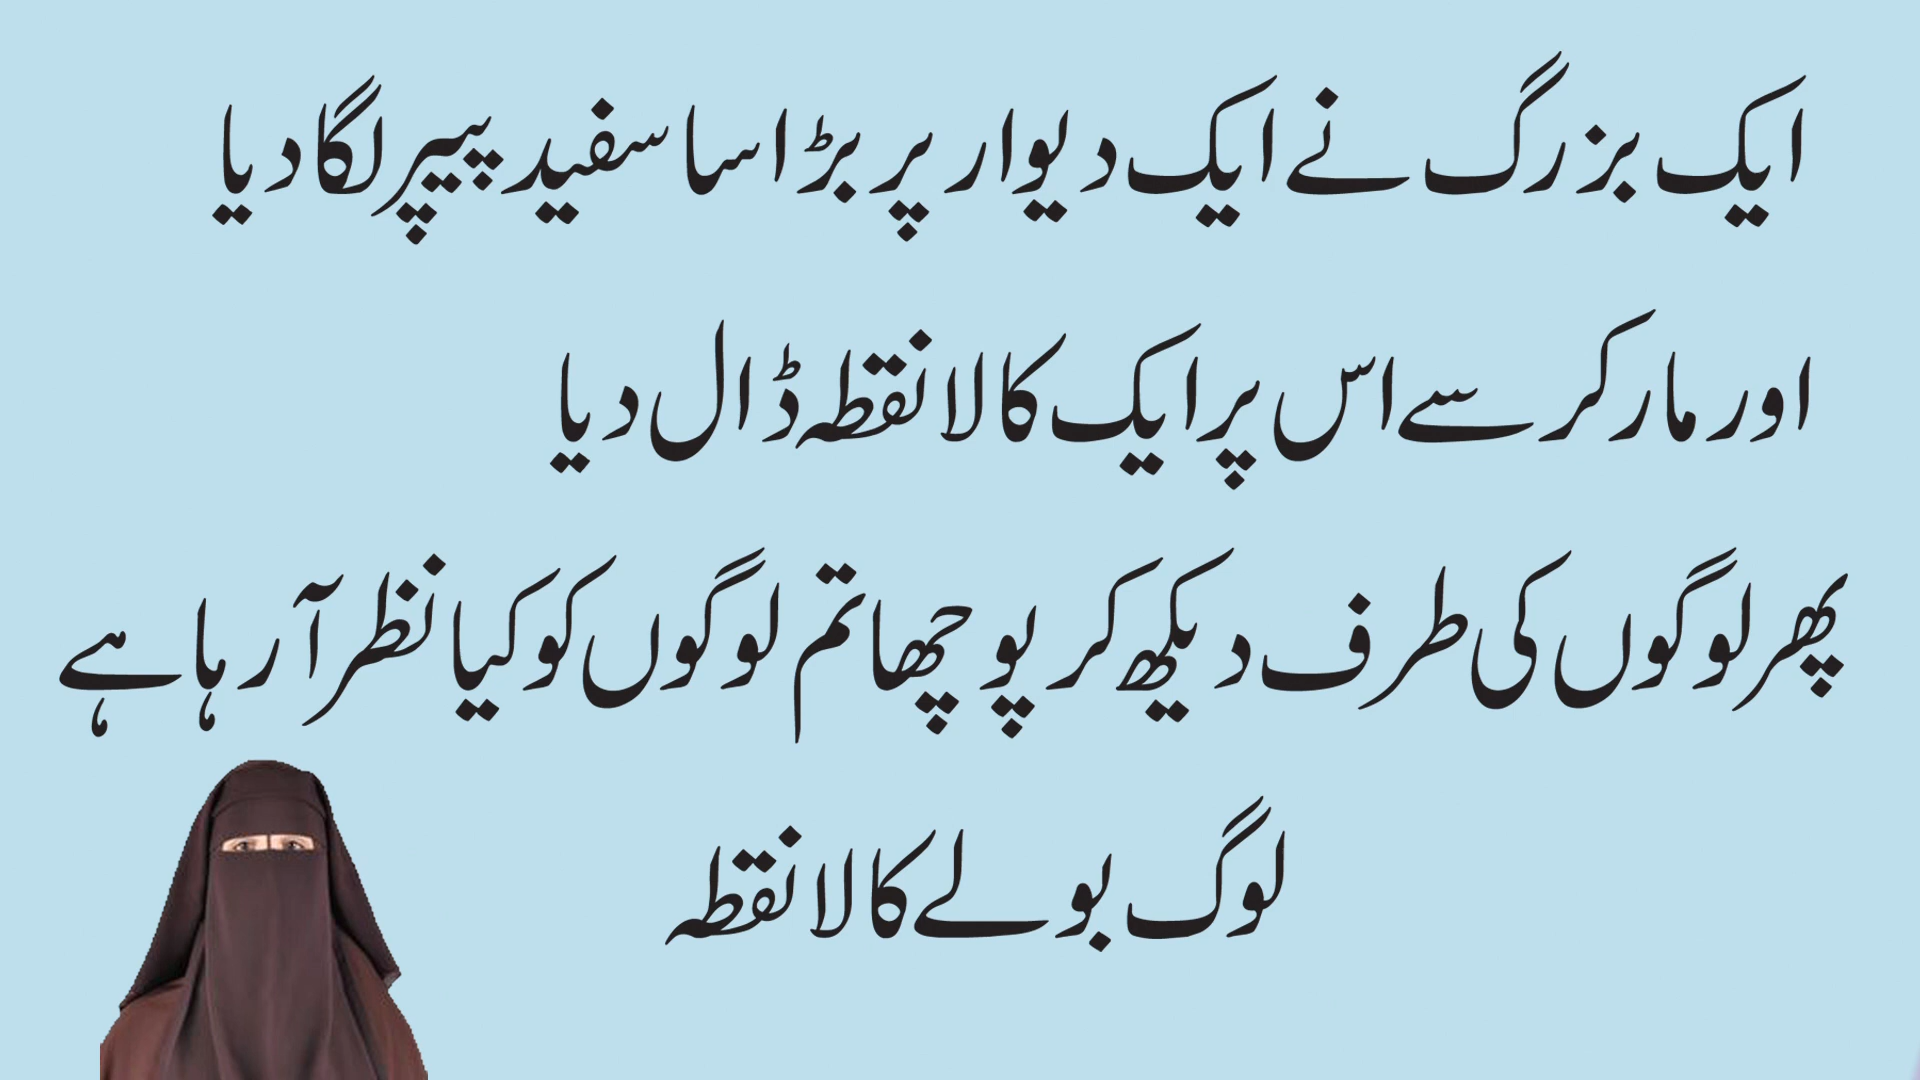 ایک بزرگ نے ایک دیوار پر بڑا سا سفید پیپر لگا دیا
اور مارکر سے اس پر ایک کالا نقطہ ڈال دیا
پھر لوگوں کی طرف دیکھ کر پوچھا تم لوگوں کو کیا نظر آ رہا ہے
لوگ بولے کالا نقطہ